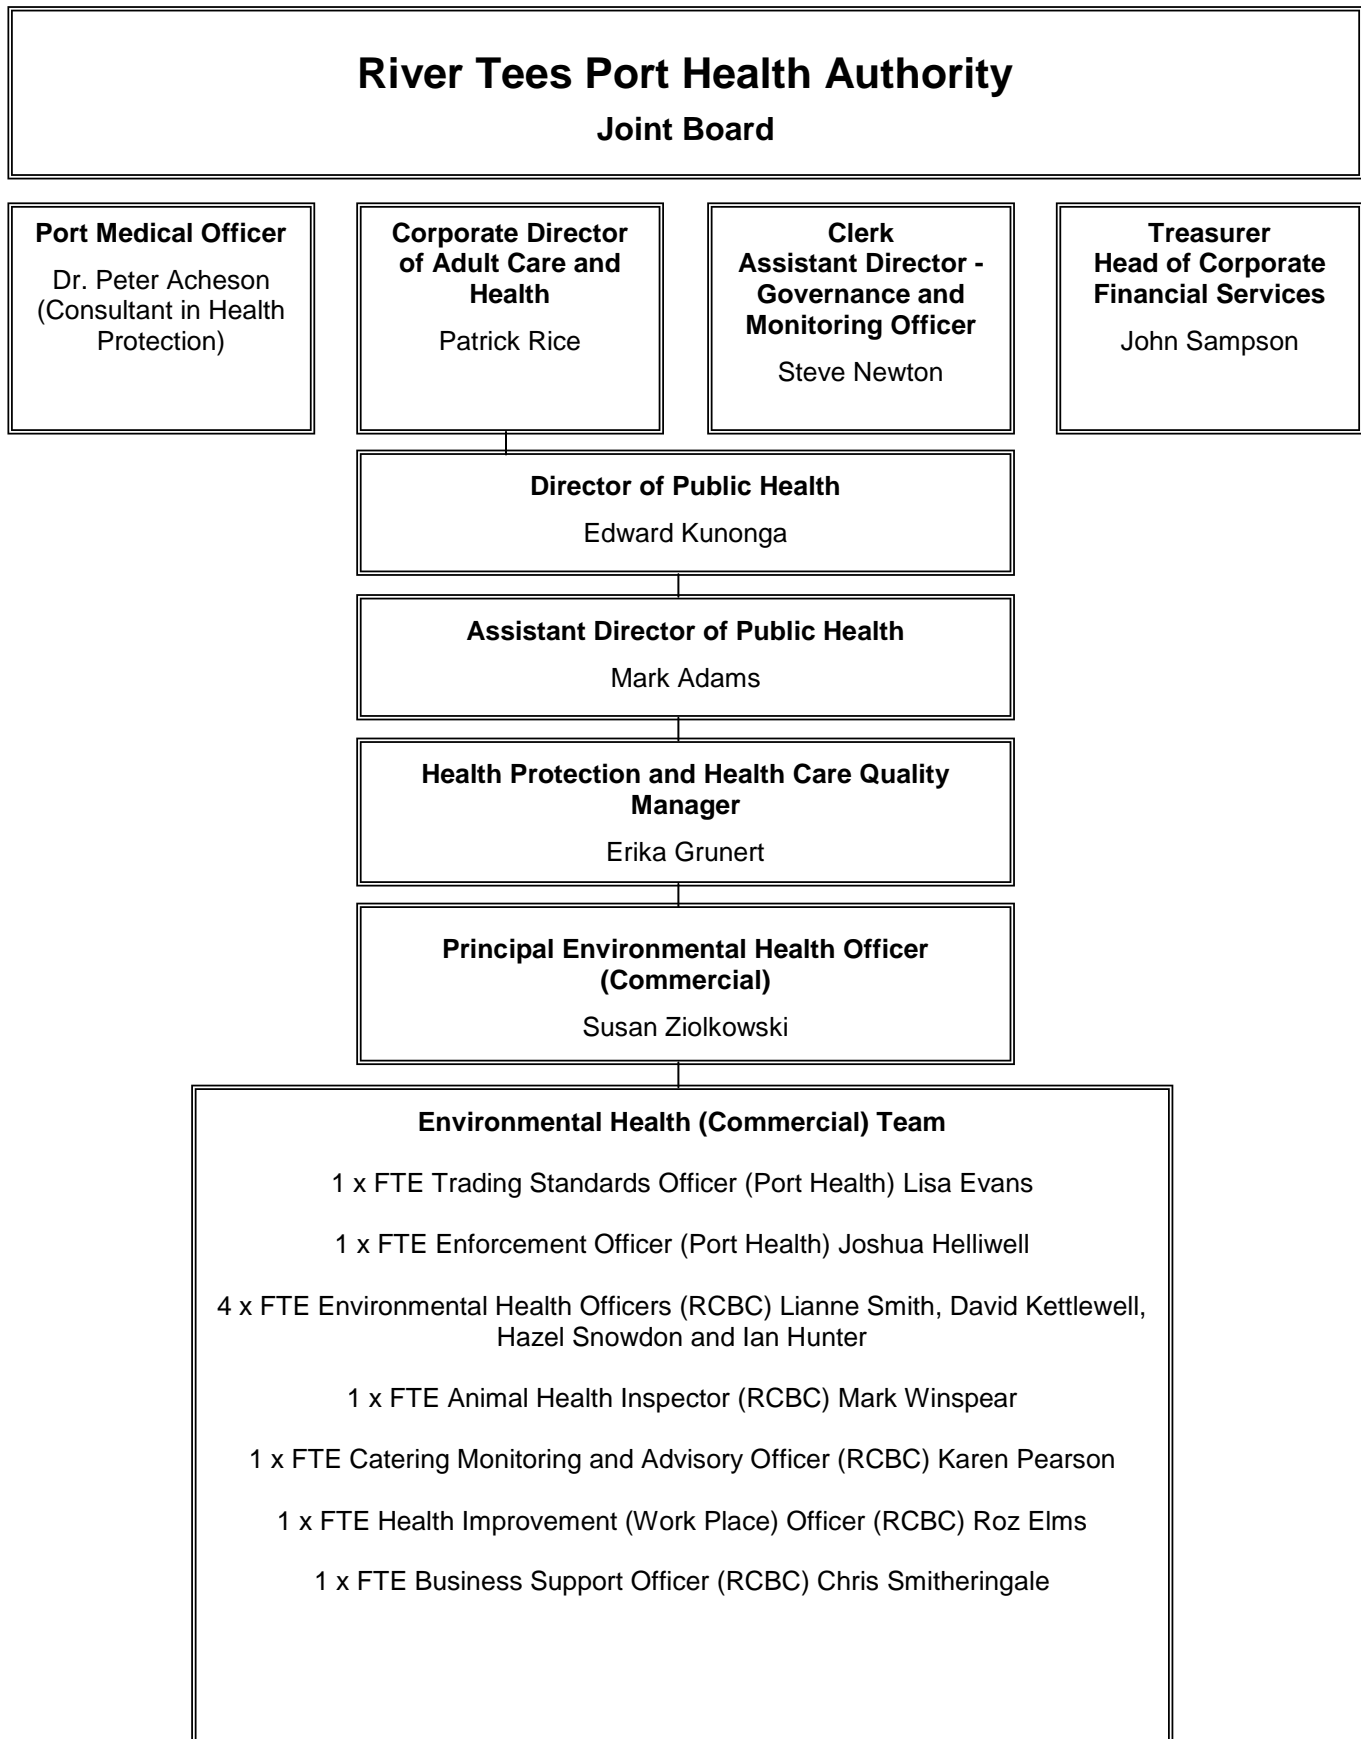 River Tees Port Health Authority
Joint Board
Port Medical Officer
Dr. Peter Acheson
(Consultant in Health
Protection)
Corporate Director
of Adult Care and
Health
Patrick Rice
Clerk
Assistant Director -
Governance and
Monitoring Officer
Steve Newton
Treasurer
Head of Corporate
Financial Services
John Sampson
Director of Public Health
Edward Kunonga
Assistant Director of Public Health
Mark Adams
Health Protection and Health Care Quality
Manager
Erika Grunert
Principal Environmental Health Officer
(Commercial)
Susan Ziolkowski
Environmental Health (Commercial) Team
1 x FTE Trading Standards Officer (Port Health) Lisa Evans
1 x FTE Enforcement Officer (Port Health) Joshua Helliwell
4 x FTE Environmental Health Officers (RCBC) Lianne Smith, David Kettlewell,
Hazel Snowdon and Ian Hunter
1 x FTE Animal Health Inspector (RCBC) Mark Winspear
1 x FTE Catering Monitoring and Advisory Officer (RCBC) Karen Pearson
1 x FTE Health Improvement (Work Place) Officer (RCBC) Roz Elms
1 x FTE Business Support Officer (RCBC) Chris Smitheringale